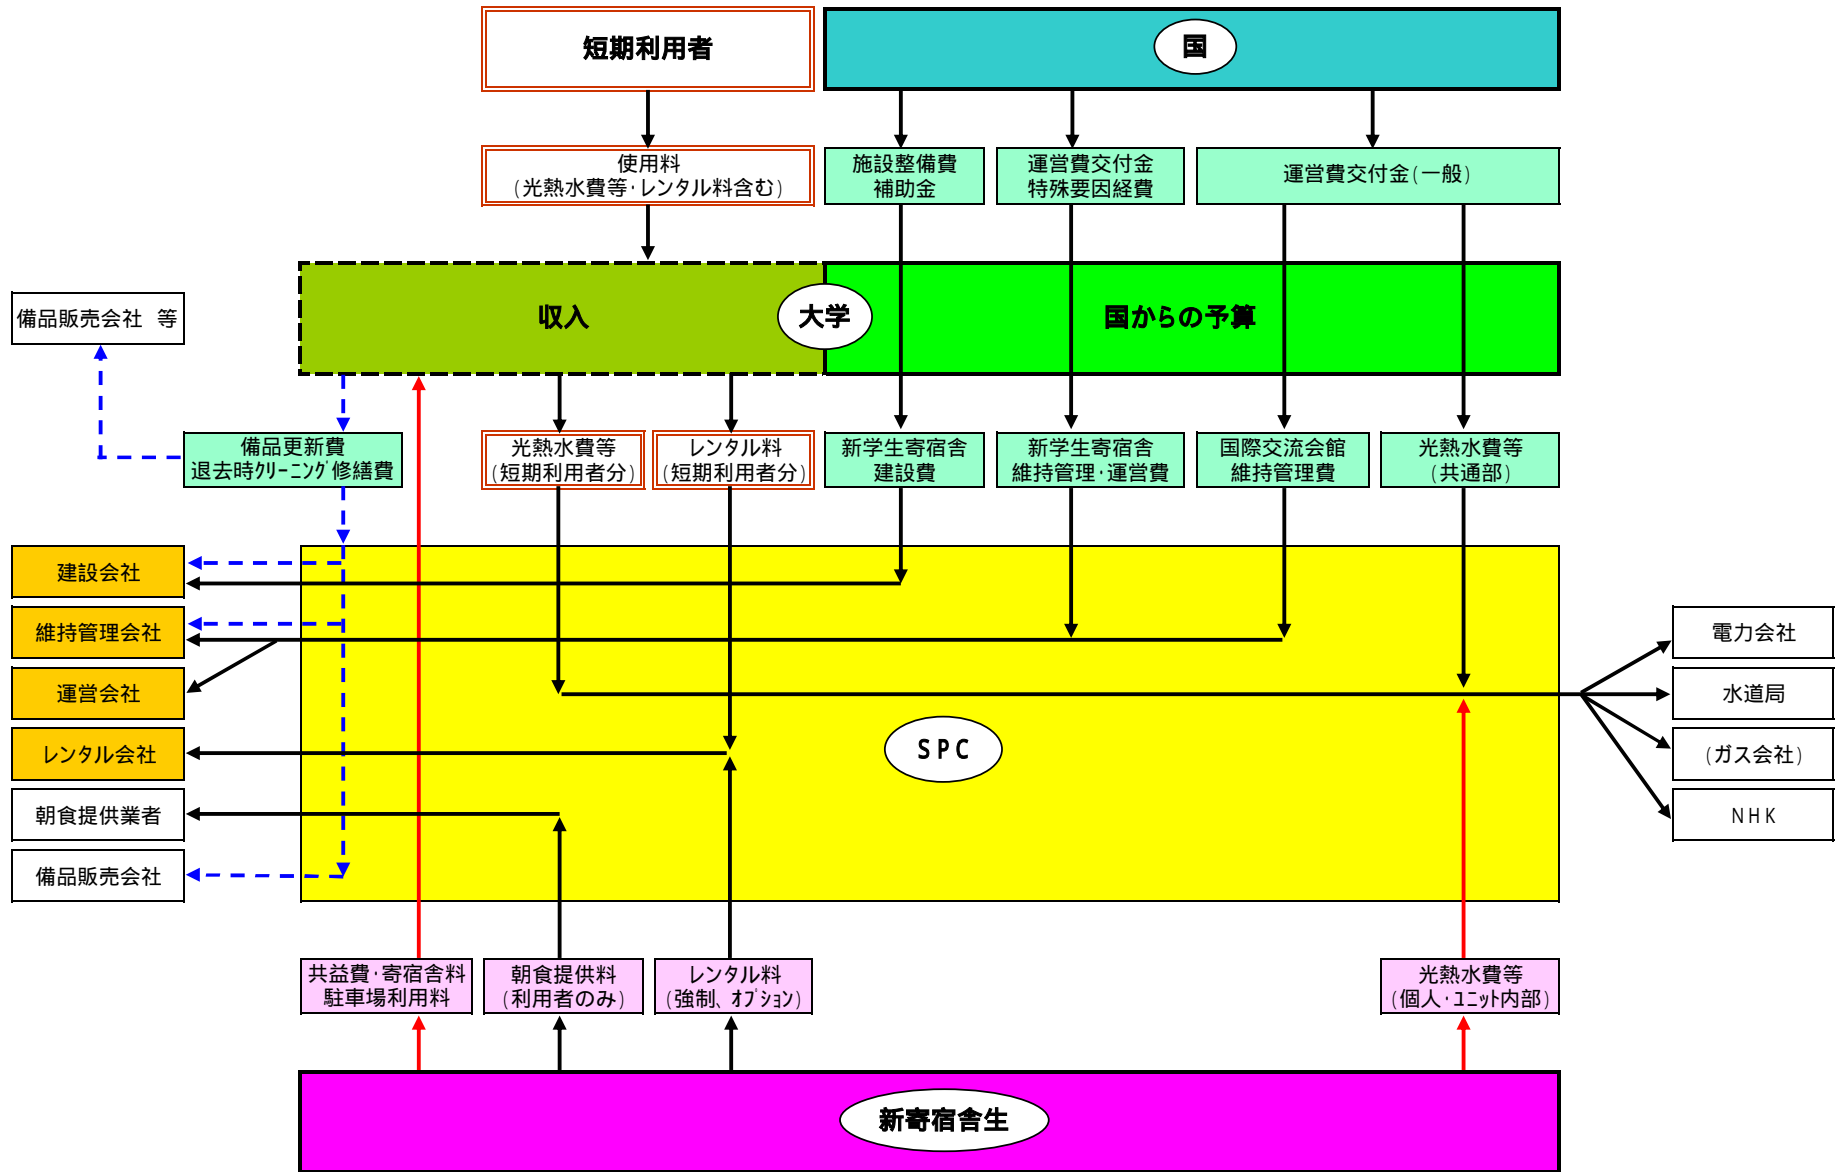 短期利用者
国
使用料
(光熱水費等・レンタル料含む)
施設整備費
補助金
運営費交付金
特殊要因経費
運営費交付金(一般)
収入
大学
国からの予算
備品販売会社 等
備品更新費
退去時ｸﾘｰﾆﾝｸﾞ修繕費
光熱水費等
(短期利用者分)
レンタル料
(短期利用者分)
新学生寄宿舎
建設費
新学生寄宿舎
維持管理・運営費
国際交流会館
維持管理費
光熱水費等
(共通部)
建設会社
維持管理会社
運営会社
レンタル会社
朝食提供業者
備品販売会社
SPC
電力会社
水道局
(ガス会社)
NHK
共益費・寄宿舎料
駐車場利用料
朝食提供料
(利用者のみ)
レンタル料
(強制、ｵﾌﾟｼｮﾝ)
光熱水費等
(個人・ﾕﾆｯﾄ内部)
新寄宿舎生